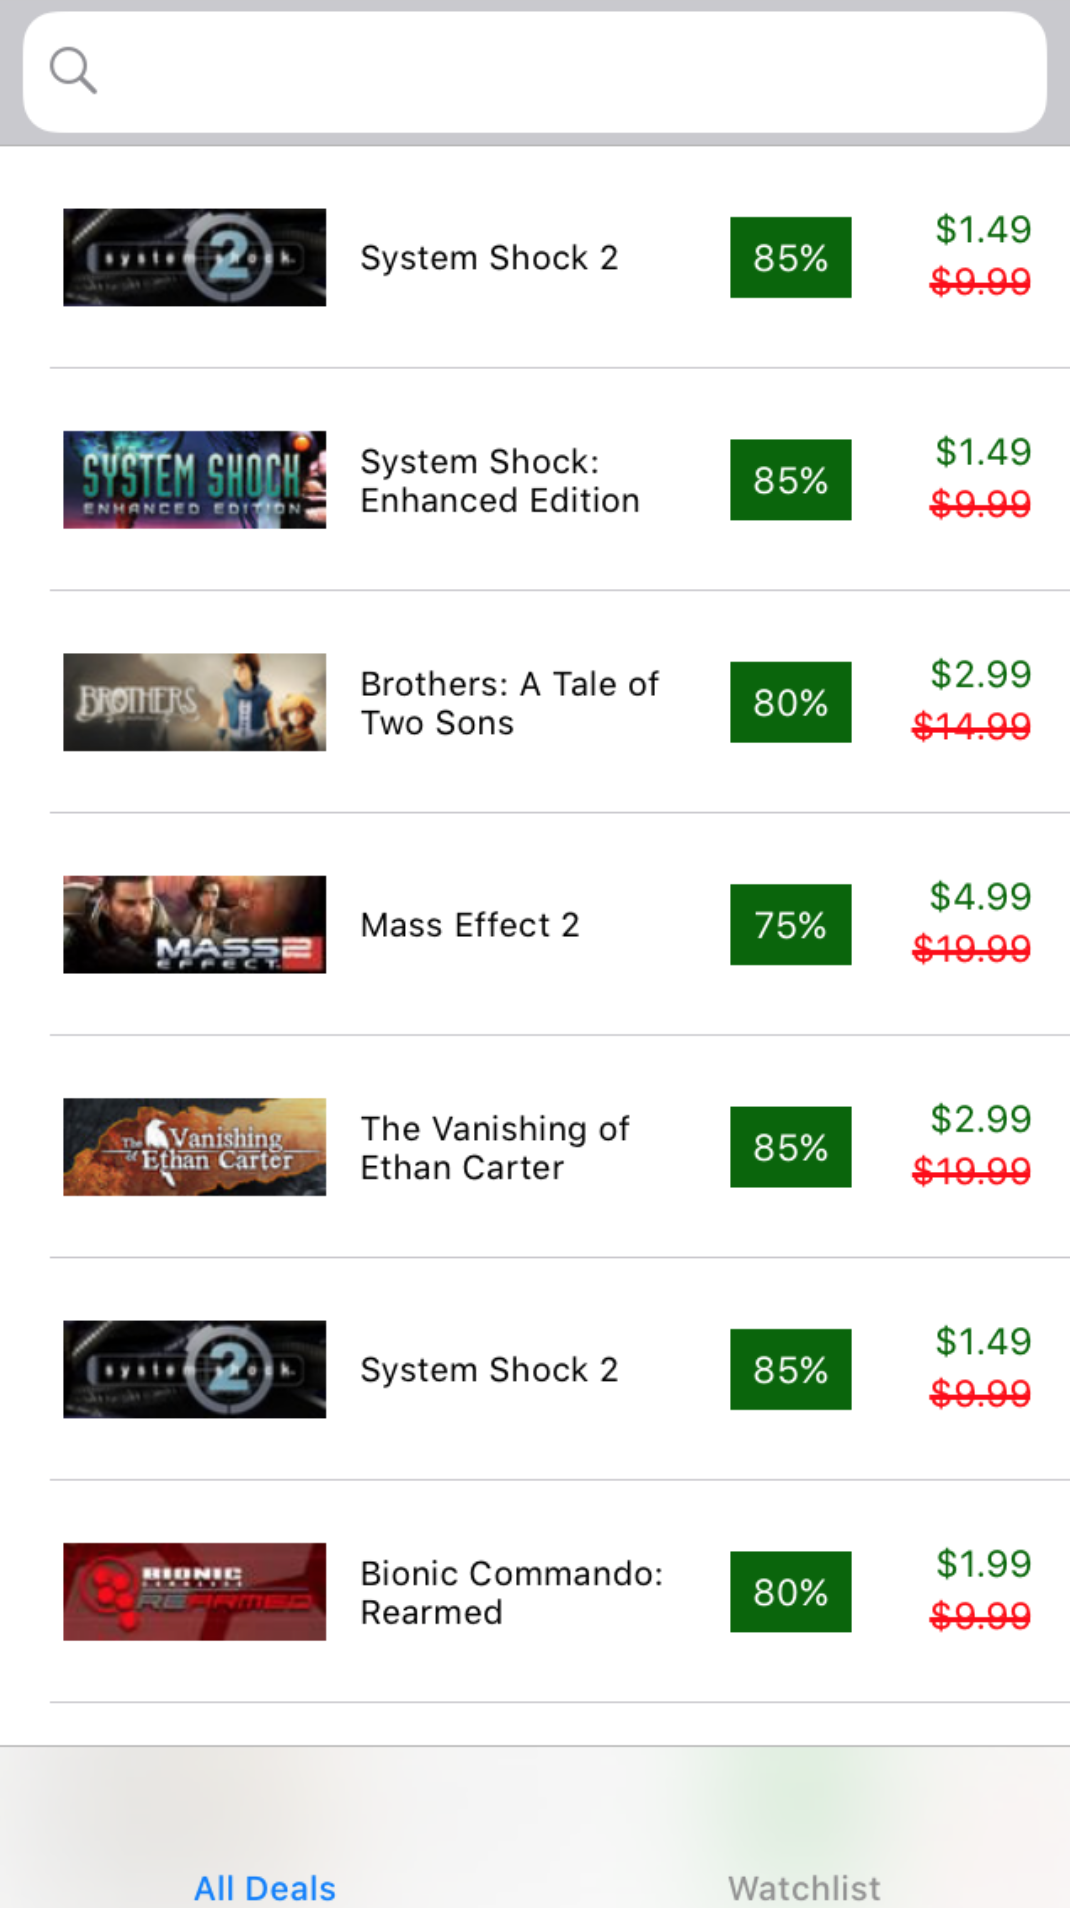 system shock
2
System Shock 2
85%
$1.49
$9.99
SYSTEM SHOCK
ENHANCED EDITION
System Shock:
Enhanced Edition
85%
$1.49
$9.99
BROTHERS
Brothers: A Tale of
Two Sons
80%
$2.99
$14.99
MASS 2
EFFECT
Mass Effect 2
75%
$4.99
$19.99
The Vanishing
of Ethan Carter
The Vanishing of
Ethan Carter
85%
$2.99
$19.99
system shock
2
System Shock 2
85%
$1.49
$9.99
BIONIC
COMMANDO
REARMED
Bionic Commando:
Rearmed
80%
$1.99
$9.99
All Deals
Watchlist